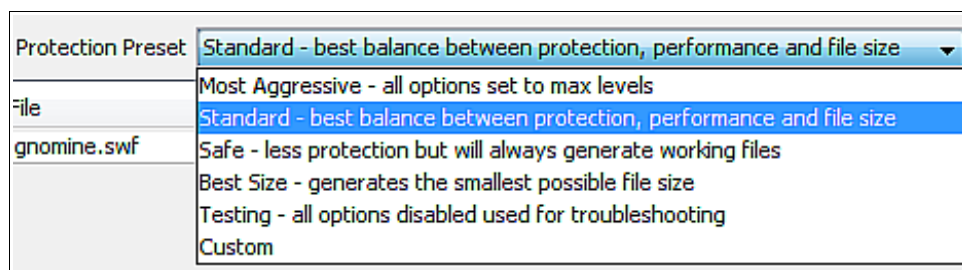 Protection Preset Standard - best balance between protection, performance and file size
Most Aggressive - all options set to max levels
File
Standard - best balance between protection, performance and file size
gnomine.swf
Safe - less protection but will always generate working files
Best Size - generates the smallest possible file size
Testing - all options disabled used for troubleshooting
Custom